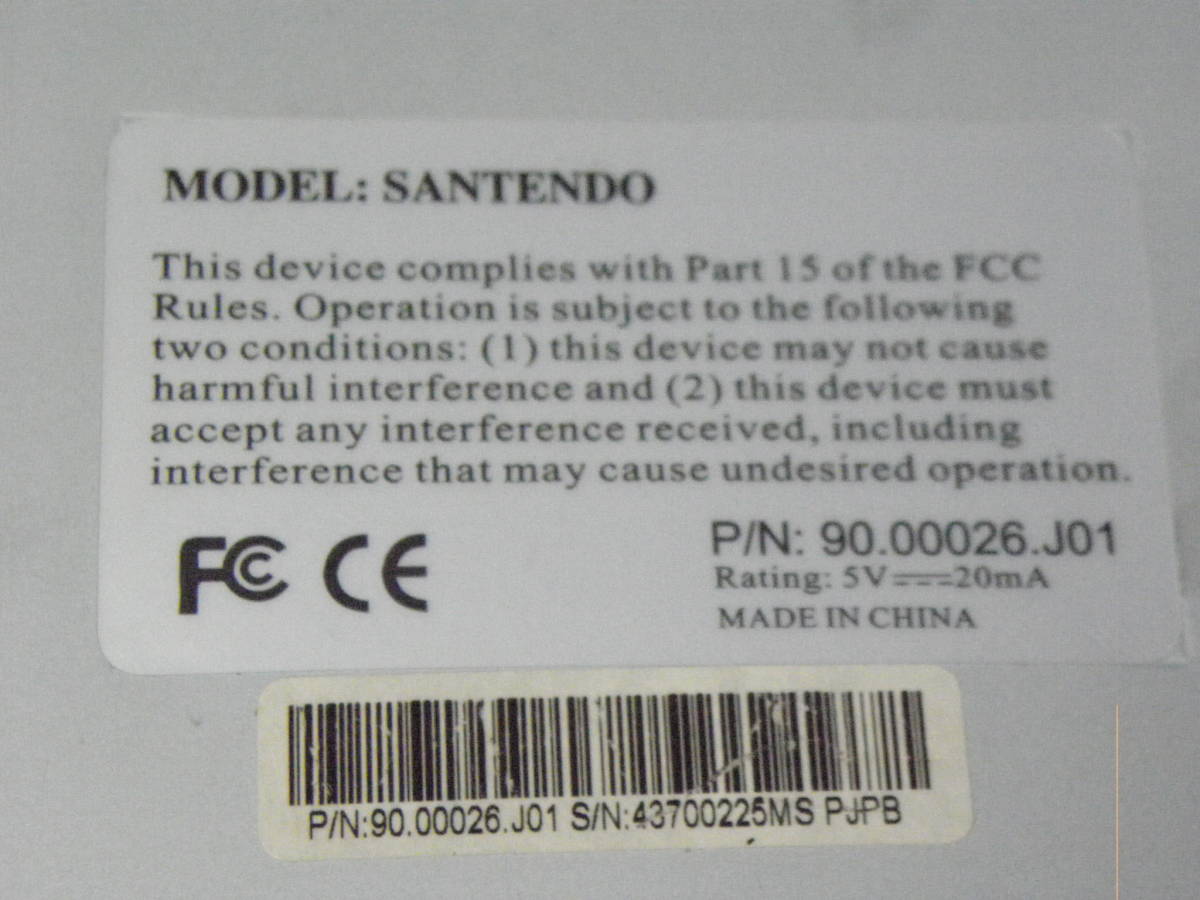 MODEL: SANTENDO
This device complies with Part 15 of the FCC
Rules. Operation is subject to the following
two conditions: (1) this device may not cause
harmful interference and (2) this device must
accept any interference received, including
interference that may cause undesired operation.
FC CE
P/N: 90.00026.J01
Rating: 5V⎓20mA
MADE IN CHINA
P/N:90.00026.J01 S/N:43700225MS PJPB